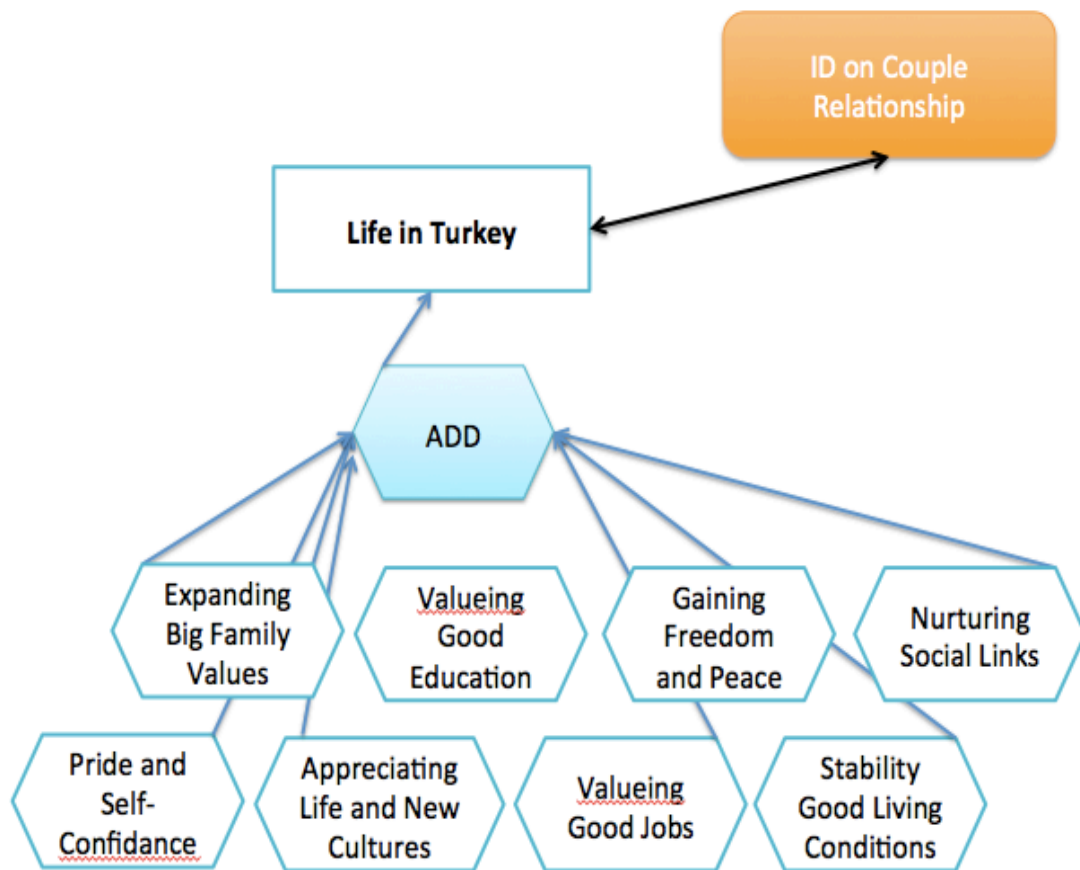 ID on Couple
Relationship
Life in Turkey
ADD
Expanding
Big Family
Values
Valueing
Good
Education
Gaining
Freedom
and Peace
Nurturing
Social Links
Pride and
Self-
Confidance
Appreciating
Life and New
Cultures
Valueing
Good Jobs
Stability
Good Living
Conditions